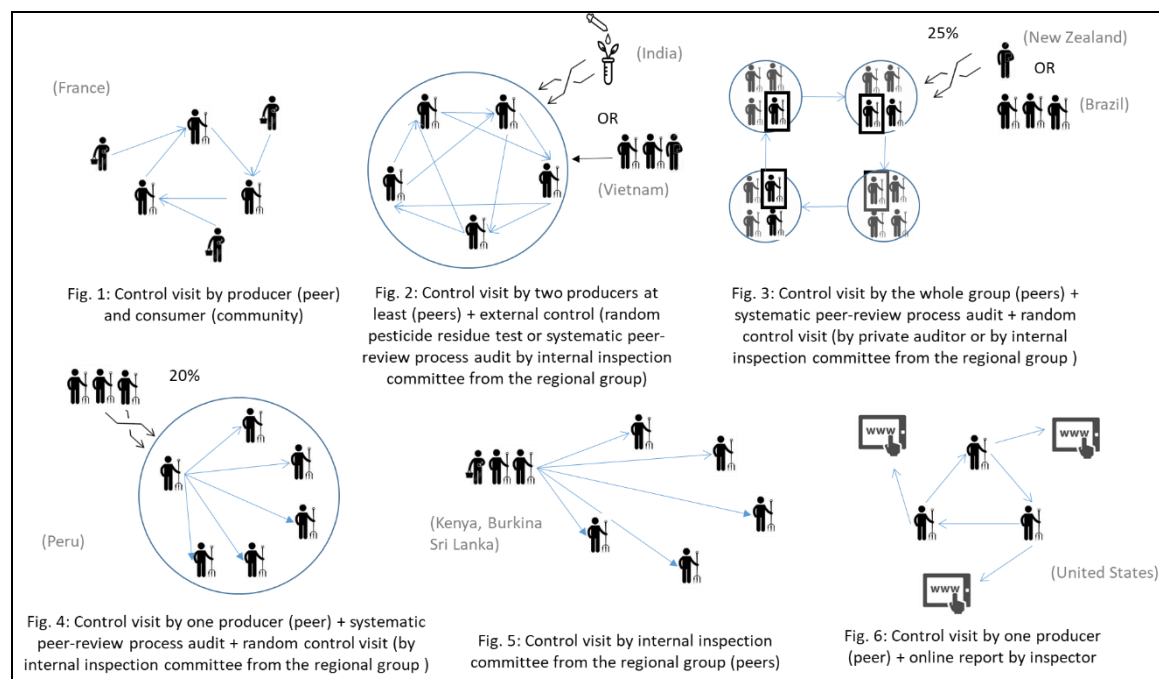 (France)
Fig. 1: Control visit by producer (peer)
and consumer (community)
(India)
OR
(Vietnam)
Fig. 2: Control visit by two producers at
least (peers) + external control (random
pesticide residue test or systematic peer-
review process audit by internal inspection
committee from the regional group)
25%
(New Zealand)
OR
(Brazil)
Fig. 3: Control visit by the whole group (peers) +
systematic peer-review process audit + random
control visit (by private auditor or by internal
inspection committee from the regional group )
20%
(Peru)
Fig. 4: Control visit by one producer (peer) + systematic
peer-review process audit + random control visit (by
internal inspection committee from the regional group )
(Kenya, Burkina
Sri Lanka)
Fig. 5: Control visit by internal inspection
committee from the regional group (peers)
www
www
www
(United States)
Fig. 6: Control visit by one producer
(peer) + online report by inspector